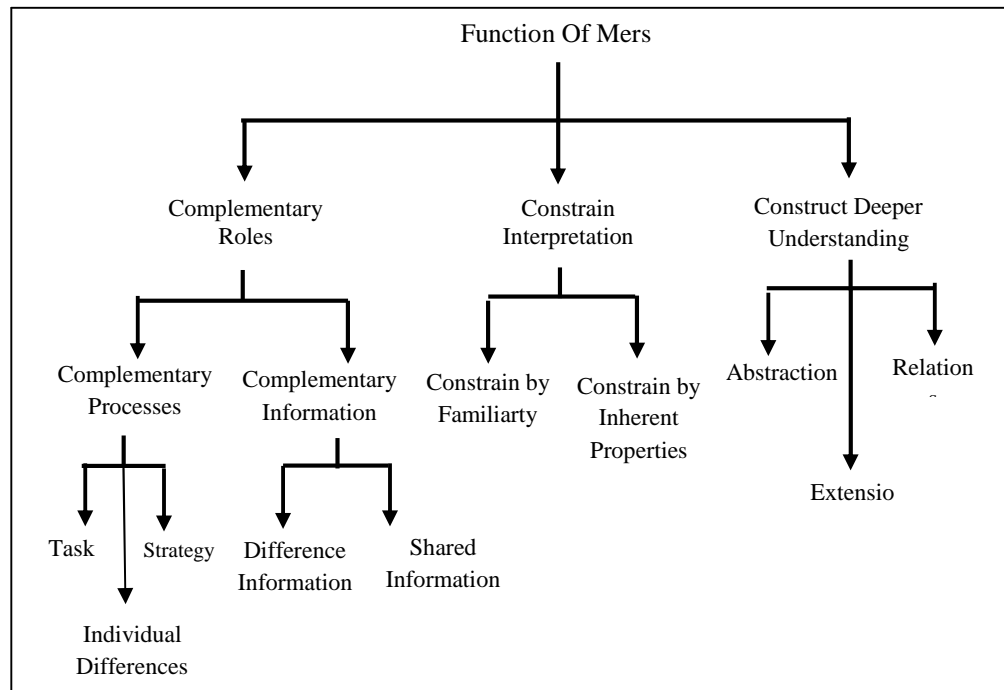 Function Of Mers
Complementary
Roles
Constrain
Interpretation
Construct Deeper
Understanding
Complementary
Processes
Complementary
Information
Constrain by
Familiarty
Constrain by
Inherent
Properties
Abstraction
Relation
Extensio
Task
Strategy
Difference
Information
Shared
Information
Individual
Differences